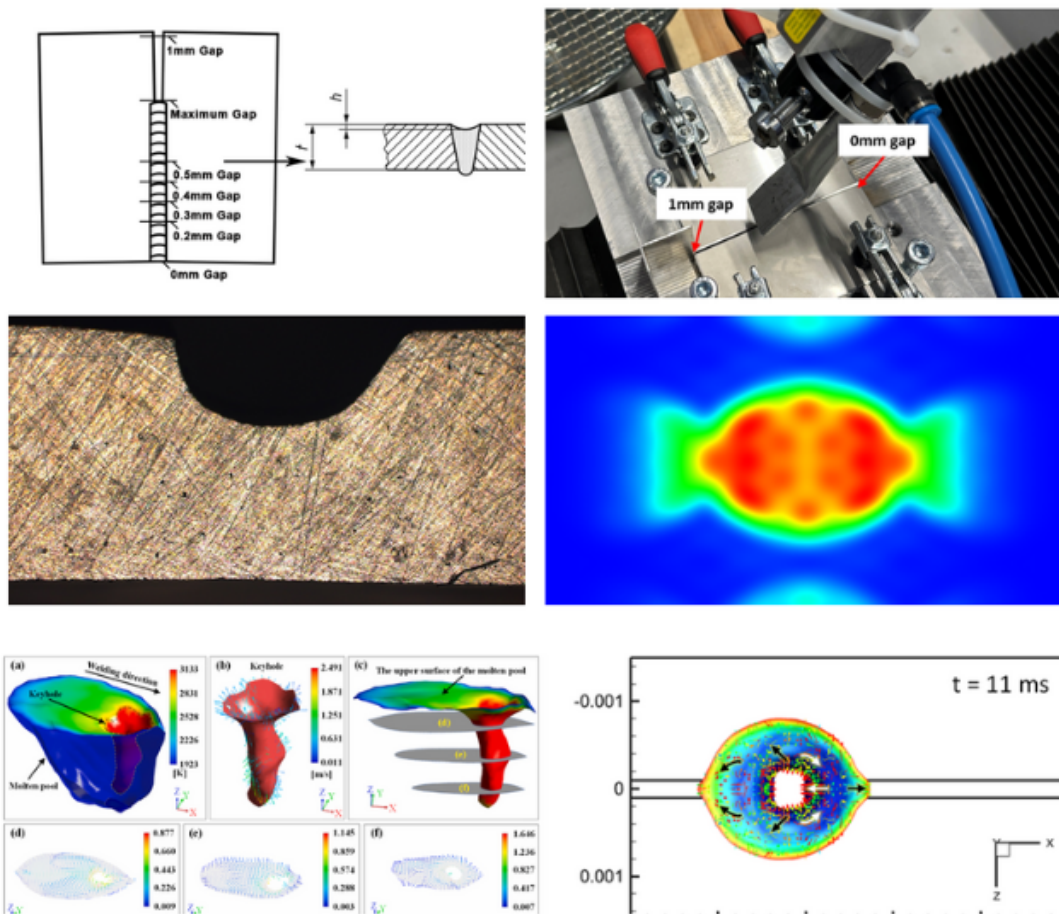 1mm Gap
Maximum Gap
0.5mm Gap
0.4mm Gap
0.3mm Gap
0.2mm Gap
0mm Gap
h
t
0mm gap
1mm gap
(a)
Welding direction
Keyhole
Molten pool
3133
2831
2528
2226
1923
[K]
Z
Y
X
(b)
Keyhole
2.491
1.871
1.251
0.631
0.011
[m/s]
Z
Y
X
(c)
The upper surface of the molten pool
(d)
(e)
(f)
Z
Y
X
(d)
0.877
0.660
0.443
0.226
0.009
Z
Y
(e)
1.145
0.859
0.574
0.288
0.003
Z
Y
(f)
1.646
1.236
0.827
0.417
0.007
Z
Y
t = 11 ms
-0.001
0
0.001
Y
X
Z